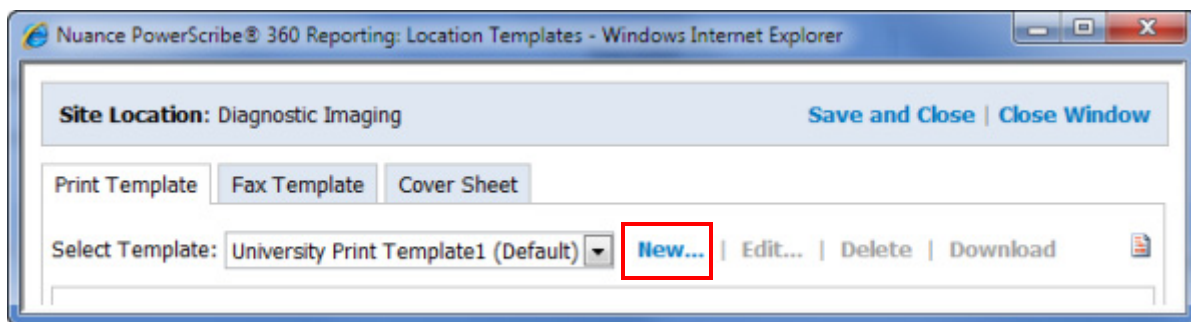 Nuance PowerScribe® 360 Reporting: Location Templates - Windows Internet Explorer
Site Location: Diagnostic Imaging Save and Close | Close Window
Print Template Fax Template Cover Sheet
Select Template: University Print Template1 (Default) New... | Edit... | Delete | Download